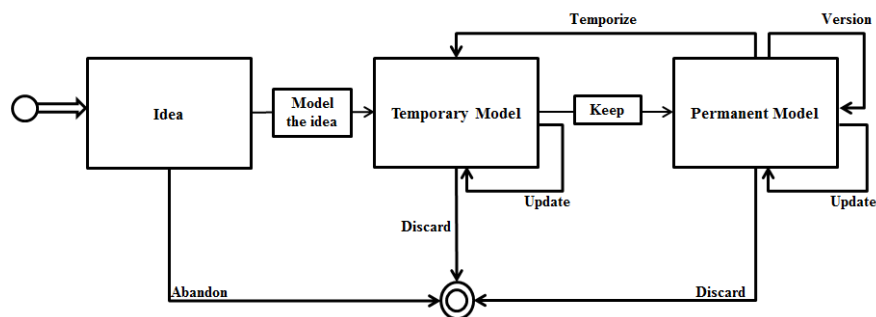 Temporize
Version
Idea
Model
the idea
Temporary Model
Keep
Permanent Model
Update
Update
Discard
Abandon
Discard